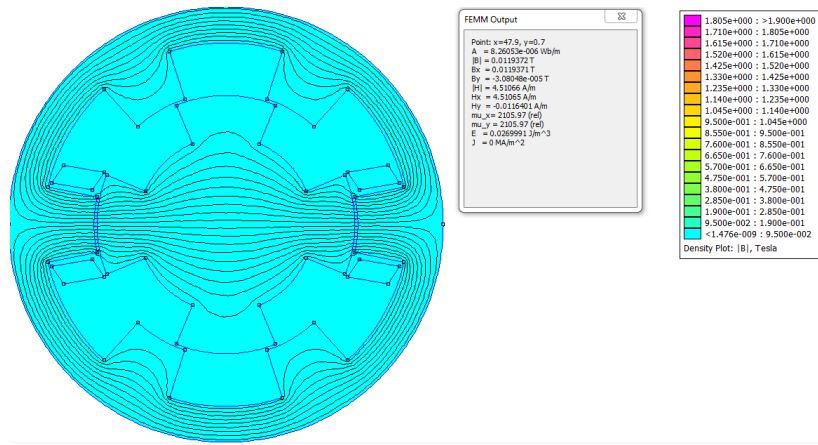 FEMM Output
Point: x=47.9, y=0.7
A = 8.26053e-006 Wb/m
|B| = 0.0119372 T
Bx = 0.0119371 T
By = -3.08048e-005 T
|H| = 4.51066 A/m
Hx = 4.51065 A/m
Hy = -0.0116401 A/m
mu_x= 2105.97 (rel)
mu_y = 2105.97 (rel)
E = 0.0269991 J/m^3
J = 0 MA/m^2
1.805e+000 : >1.900e+000
1.710e+000 : 1.805e+000
1.615e+000 : 1.710e+000
1.520e+000 : 1.615e+000
1.425e+000 : 1.520e+000
1.330e+000 : 1.425e+000
1.235e+000 : 1.330e+000
1.140e+000 : 1.235e+000
1.045e+000 : 1.140e+000
9.500e-001 : 1.045e+000
8.550e-001 : 9.500e-001
7.600e-001 : 8.550e-001
6.650e-001 : 7.600e-001
5.700e-001 : 6.650e-001
4.750e-001 : 5.700e-001
3.800e-001 : 4.750e-001
2.850e-001 : 3.800e-001
1.900e-001 : 2.850e-001
9.500e-002 : 1.900e-001
<1.476e-009 : 9.500e-002
Density Plot: |B|, Tesla